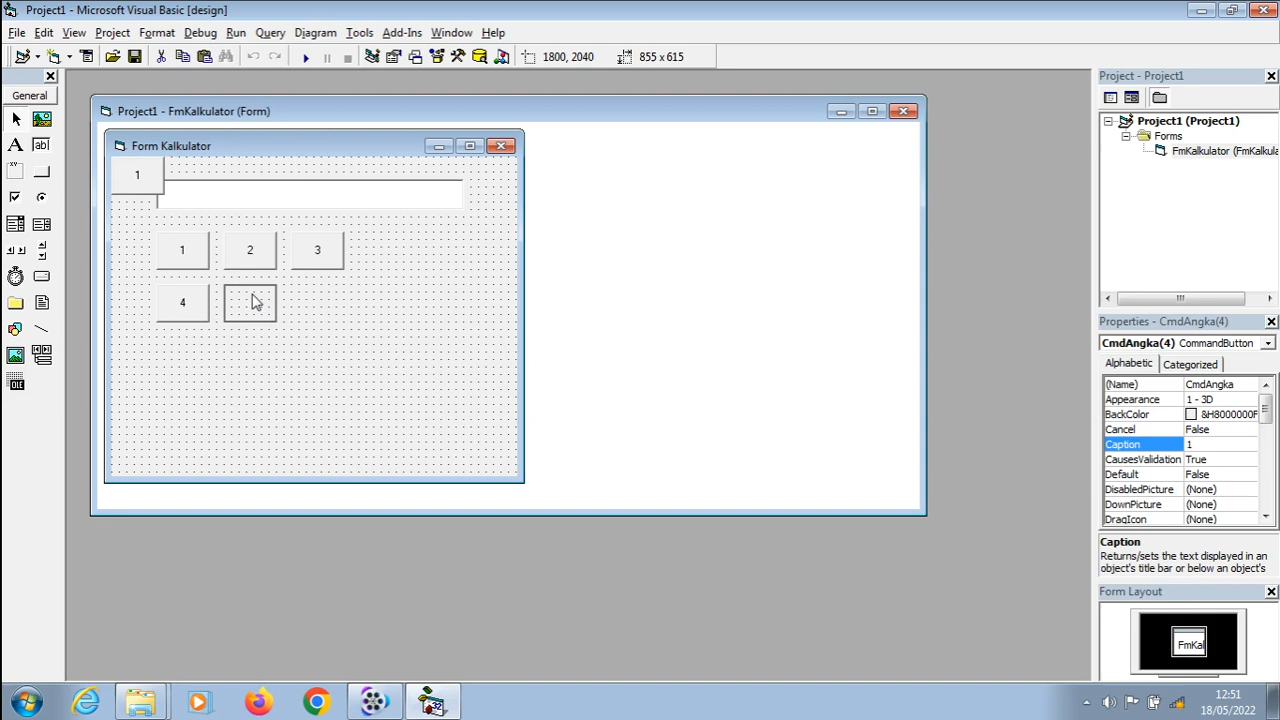 Project1 - Microsoft Visual Basic [design]
File Edit View Project Format Debug Run Query Diagram Tools Add-Ins Window Help
1800, 2040 855 x 615
General
A ab|
xy
OLE
Project1 - FmKalkulator (Form)
Form Kalkulator
1
1 2 3
4
Project - Project1
Project1 (Project1)
Forms
FmKalkulator (FmKalkula
Properties - CmdAngka(4)
CmdAngka(4) CommandButton
Alphabetic Categorized
(Name) CmdAngka
Appearance 1 - 3D
BackColor &H8000000F
Cancel False
Caption 1
CausesValidation True
Default False
DisabledPicture (None)
DownPicture (None)
DragIcon (None)
Caption
Returns/sets the text displayed in an
object's title bar or below an object's
Form Layout
FmKal
12:51
18/05/2022